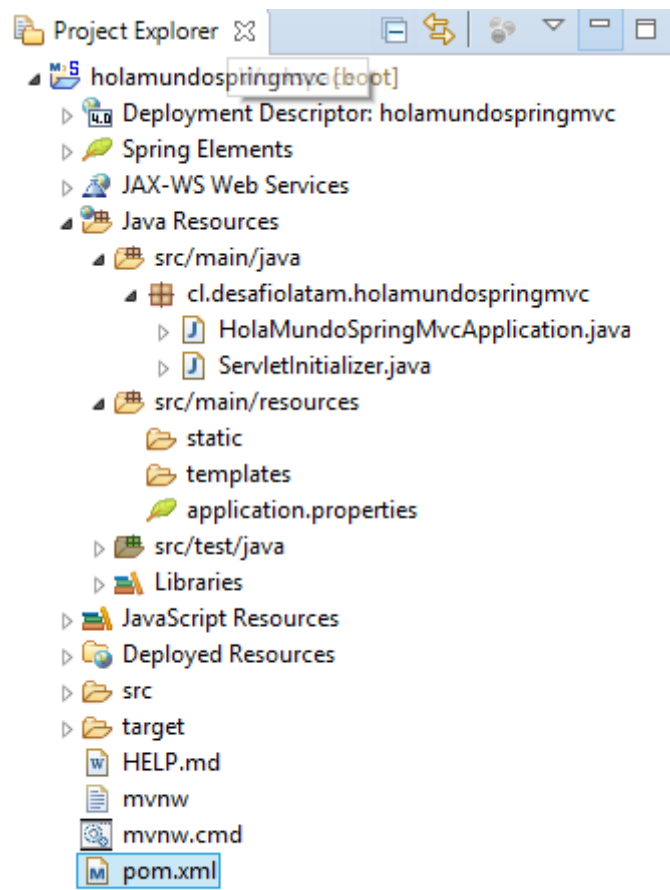 Project Explorer
holamundospringmvc [boot]
Deployment Descriptor: holamundospringmvc
Spring Elements
JAX-WS Web Services
Java Resources
src/main/java
cl.desafiolatam.holamundospringmvc
HolaMundoSpringMvcApplication.java
ServletInitializer.java
src/main/resources
static
templates
application.properties
src/test/java
Libraries
JavaScript Resources
Deployed Resources
src
target
HELP.md
mvnw
mvnw.cmd
pom.xml